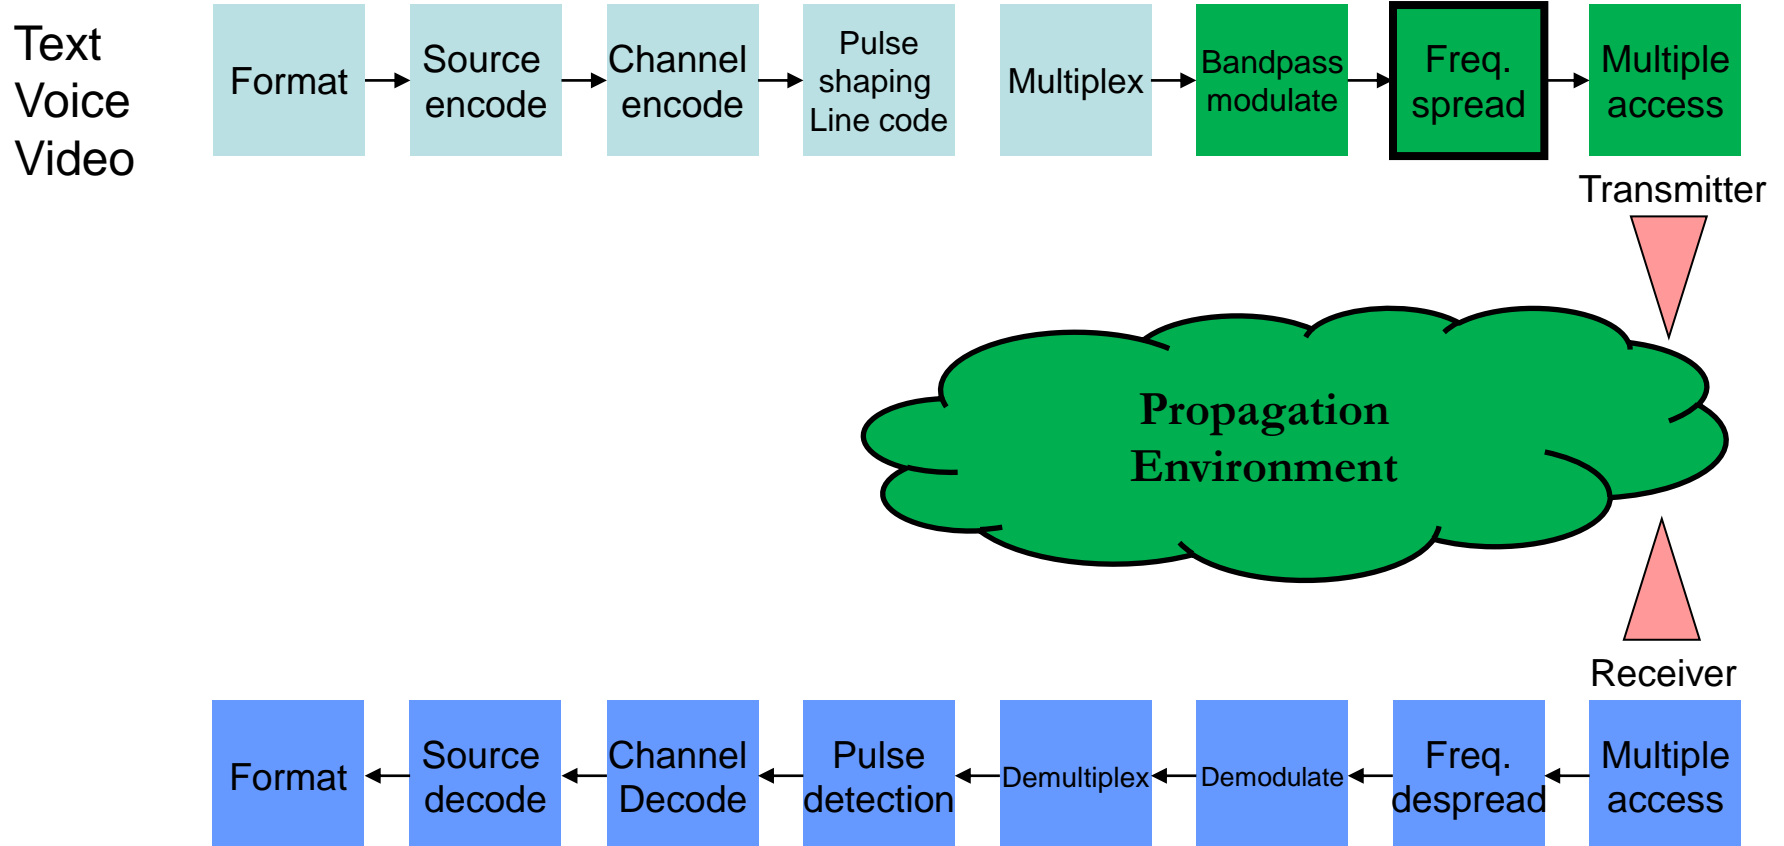 Text
Voice
Video
Format
Source
encode
Channel
encode
Pulse
shaping
Line code
Multiplex
Bandpass
modulate
Freq.
spread
Multiple
access
Transmitter
Propagation
Environment
Receiver
Format
Source
decode
Channel
Decode
Pulse
detection
Demultiplex
Demodulate
Freq.
despread
Multiple
access